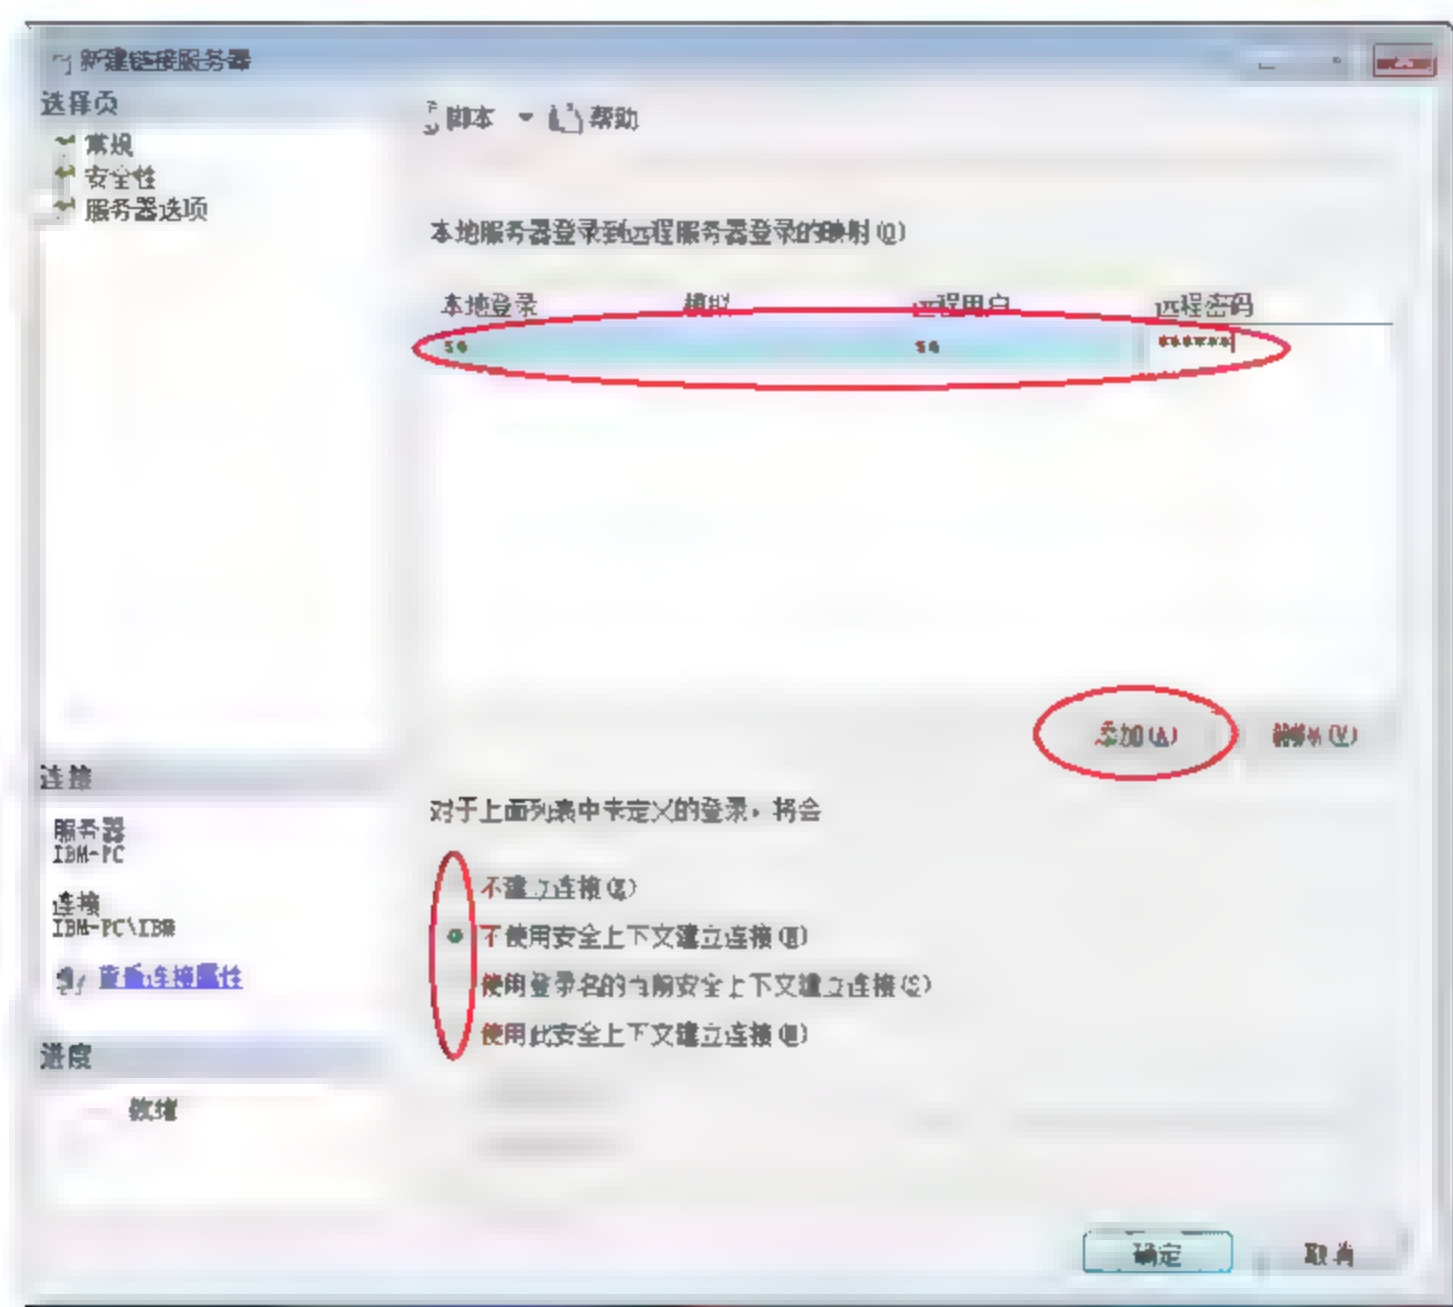 新建链接服务器
选择页
常规
安全性
服务器选项
脚本 帮助
本地服务器登录到远程服务器登录的映射
本地登录 模拟 远程用户 远程密码
sa sa ******
添加(A)
连接
服务器
IBM-PC
连接
IBM-PC\IBM
查看连接属性
进度
就绪
对于上面列表中未定义的登录，将会
不建立连接
不使用安全上下文建立连接
使用登录名的当前安全上下文建立连接(S)
使用此安全上下文建立连接
确定 取消